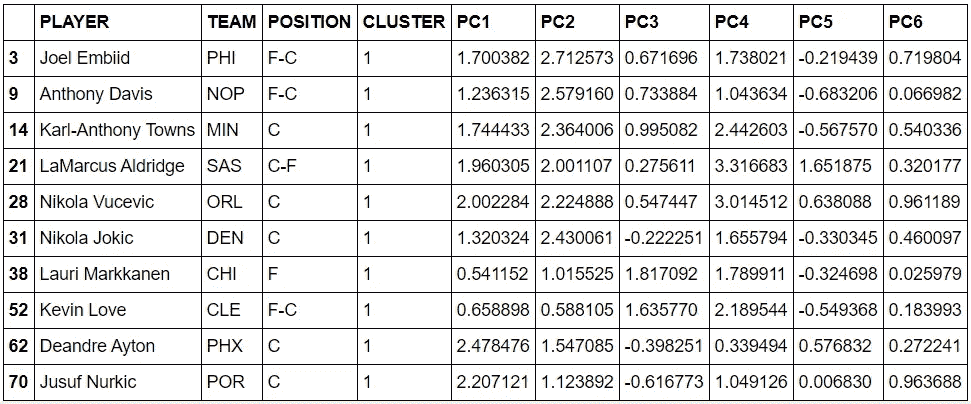 PLAYER TEAM POSITION CLUSTER PC1 PC2 PC3 PC4 PC5 PC6
3 Joel Embiid PHI F-C 1 1.700382 2.712573 0.671696 1.738021 -0.219439 0.719804
9 Anthony Davis NOP F-C 1 1.236315 2.579160 0.733884 1.043634 -0.683206 0.066982
14 Karl-Anthony Towns MIN C 1 1.744433 2.364006 0.995082 2.442603 -0.567570 0.540336
21 LaMarcus Aldridge SAS C-F 1 1.960305 2.001107 0.275611 3.316683 1.651875 0.320177
28 Nikola Vucevic ORL C 1 2.002284 2.224888 0.547447 3.014512 0.638088 0.961189
31 Nikola Jokic DEN C 1 1.320324 2.430061 -0.222251 1.655794 -0.330345 0.460097
38 Lauri Markkanen CHI F 1 0.541152 1.015525 1.817092 1.789911 -0.324698 0.025979
52 Kevin Love CLE F-C 1 0.658898 0.588105 1.635770 2.189544 -0.549368 0.183993
62 Deandre Ayton PHX C 1 2.478476 1.547085 -0.398251 0.339494 0.576832 0.272241
70 Jusuf Nurkic POR C 1 2.207121 1.123892 -0.616773 1.049126 0.006830 0.963688